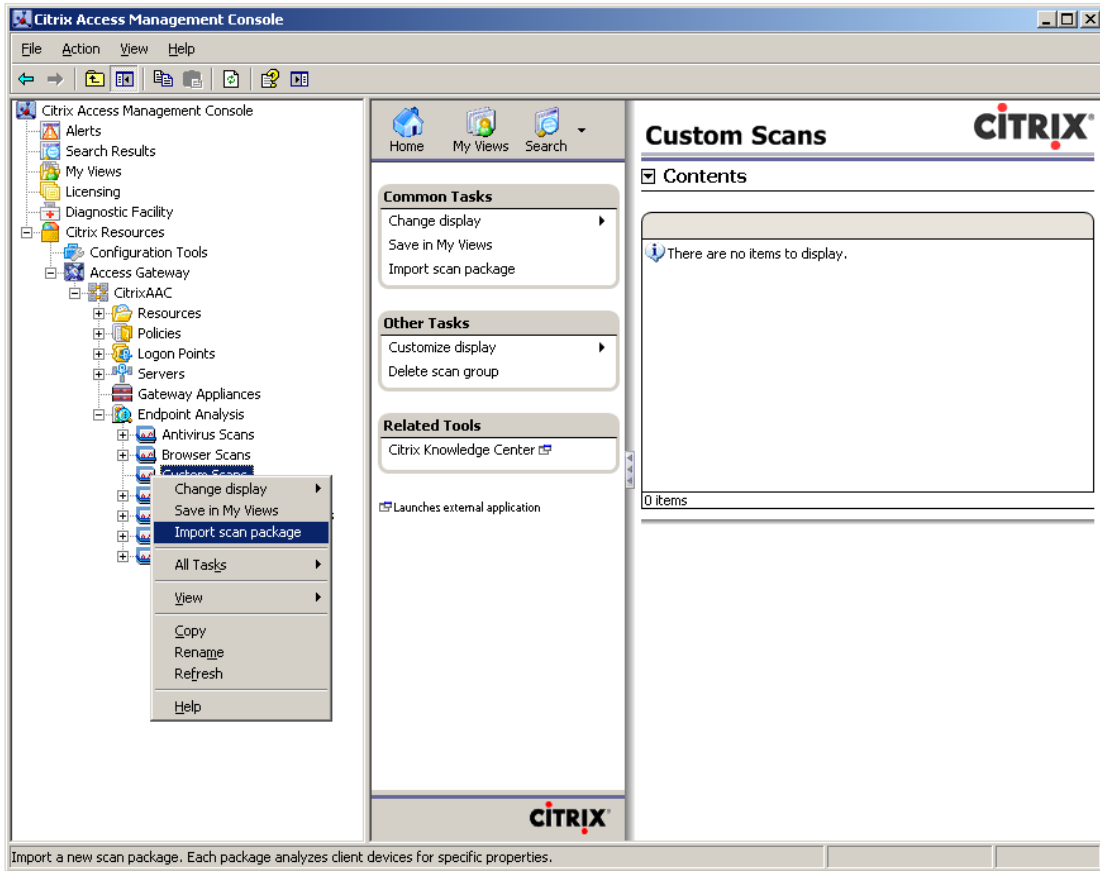 Citrix Access Management Console
File Action View Help
Citrix Access Management Console
Alerts
Search Results
My Views
Licensing
Diagnostic Facility
Citrix Resources
Configuration Tools
Access Gateway
CitrixAAC
Resources
Policies
Logon Points
Servers
Gateway Appliances
Endpoint Analysis
Antivirus Scans
Browser Scans
Custom Scans
Change display
Save in My Views
Import scan package
All Tasks
View
Copy
Rename
Refresh
Help
Home My Views Search
Common Tasks
Change display
Save in My Views
Import scan package
Other Tasks
Customize display
Delete scan group
Related Tools
Citrix Knowledge Center
Launches external application
CITRIX
Custom Scans
CITRIX
Contents
There are no items to display.
0 items
Import a new scan package. Each package analyzes client devices for specific properties.